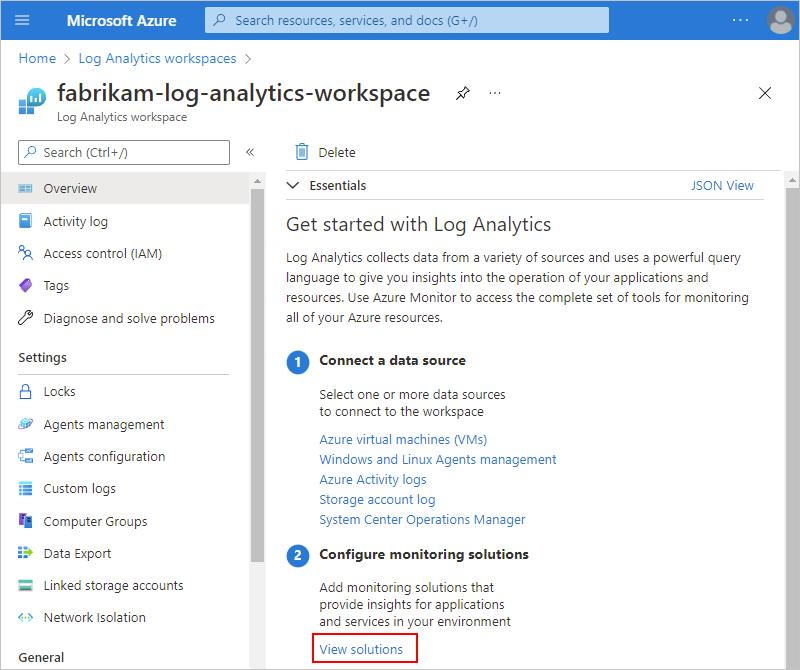 Microsoft Azure
Search resources, services, and docs (G+/)
...
Home > Log Analytics workspaces >
fabrikam-log-analytics-workspace
...
Log Analytics workspace
Search (Ctrl+/)
«
Overview
Activity log
Access control (IAM)
Tags
Diagnose and solve problems
Settings
Locks
Agents management
Agents configuration
Custom logs
Computer Groups
Data Export
Linked storage accounts
Network Isolation
General
Delete
Essentials
JSON View
Get started with Log Analytics
Log Analytics collects data from a variety of sources and uses a powerful query
language to give you insights into the operation of your applications and
resources. Use Azure Monitor to access the complete set of tools for monitoring
all of your Azure resources.
1 Connect a data source
Select one or more data sources
to connect to the workspace
Azure virtual machines (VMs)
Windows and Linux Agents management
Azure Activity logs
Storage account log
System Center Operations Manager
2 Configure monitoring solutions
Add monitoring solutions that
provide insights for applications
and services in your environment
View solutions